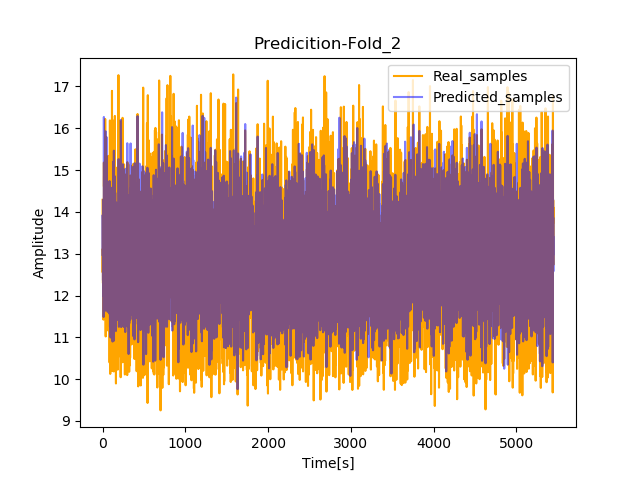 Predicition-Fold_2
Real_samples
Predicted_samples
17
16
15
14
13
12
11
10
9
Amplitude
0 1000 2000 3000 4000 5000
Time[s]